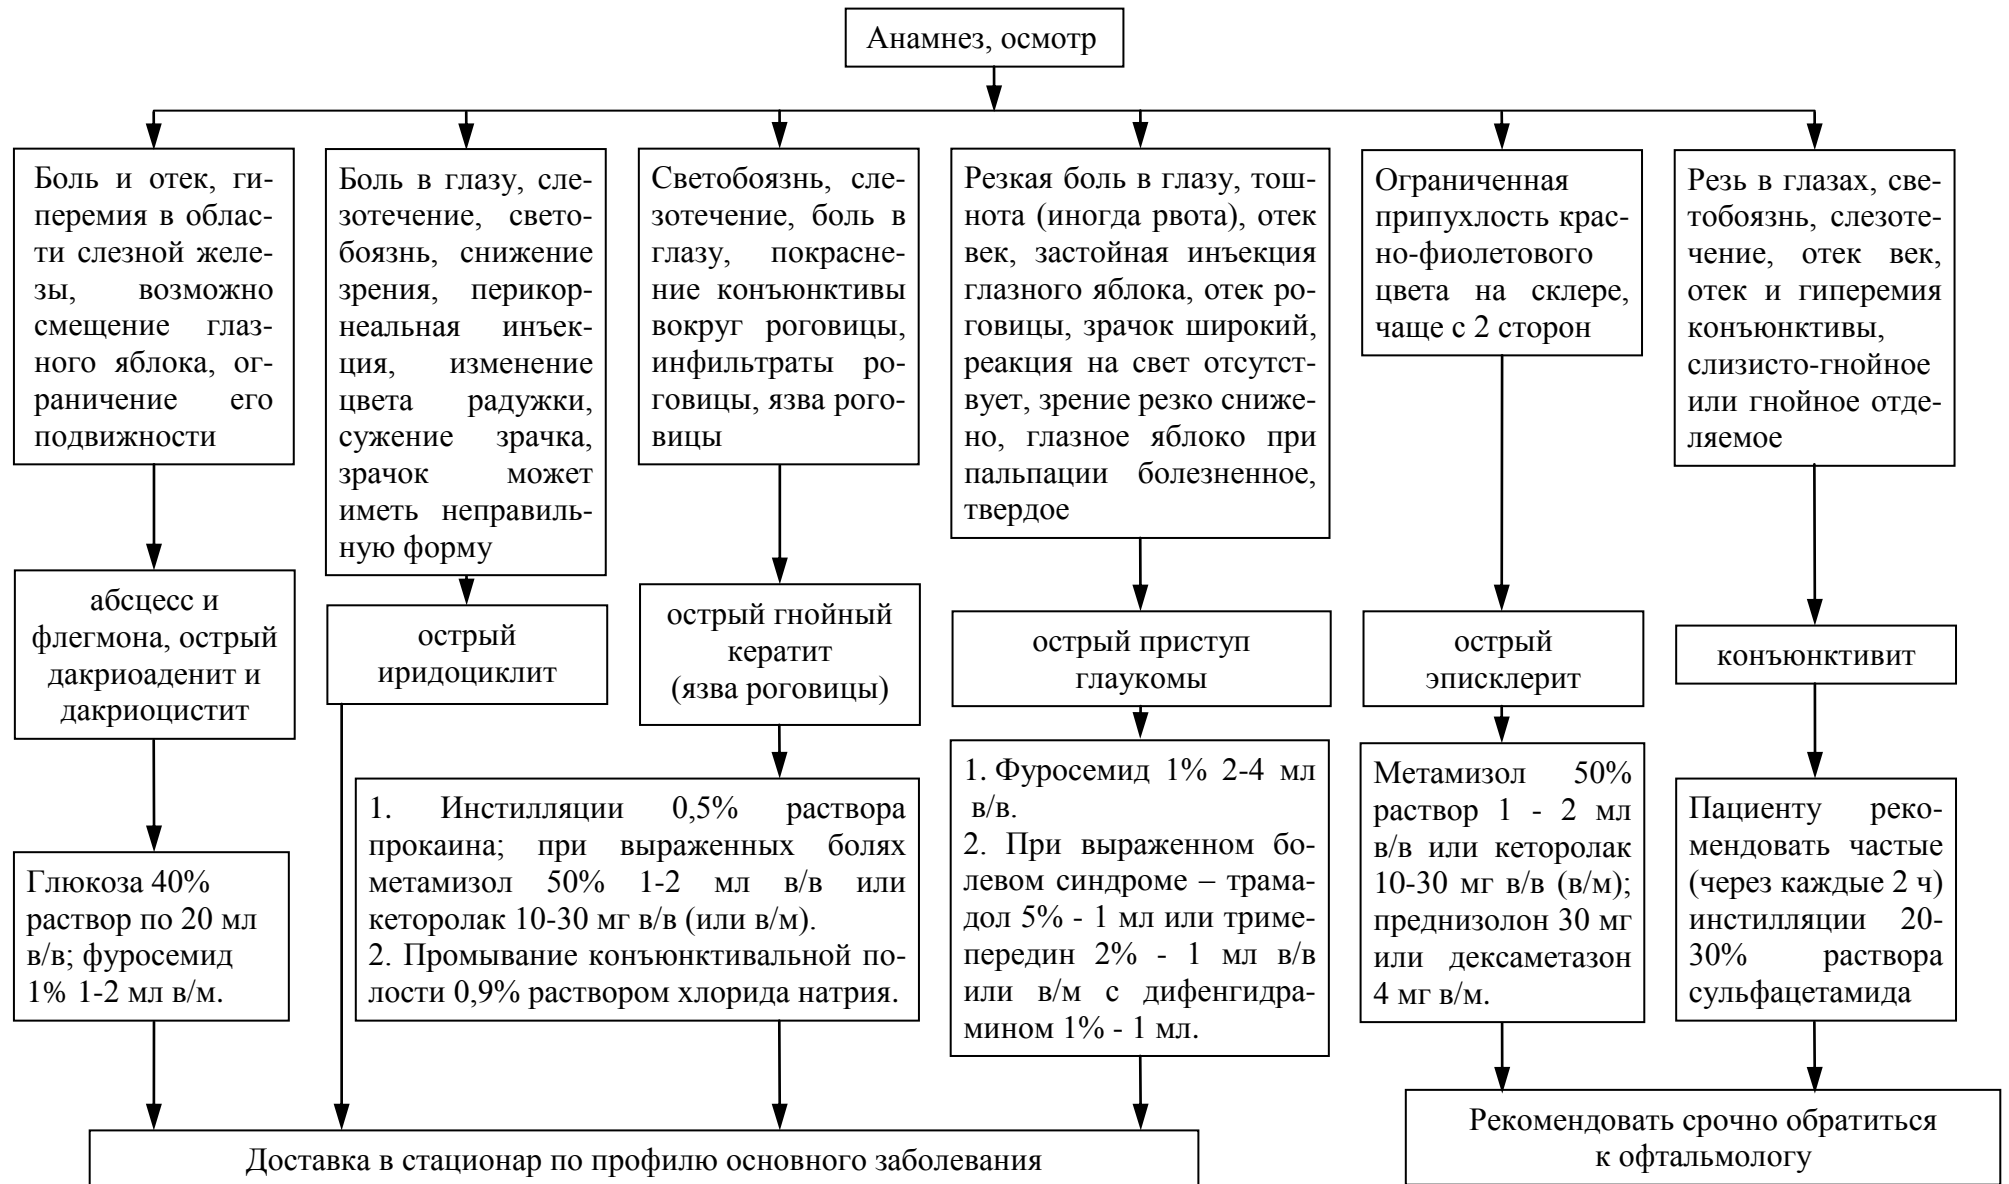 Анамнез, осмотр
Боль и отек, ги-
перемия в облас-
ти слезной желе-
зы, возможно
смещение глаз-
ного яблока, ог-
раничение его
подвижности
Боль в глазу, сле-
зотечение, свето-
боязнь, снижение
зрения, перикор-
неальная инъек-
ция, изменение
цвета радужки,
сужение зрачка,
зрачок может
иметь неправиль-
ную форму
Светобоязнь, сле-
зотечение, боль в
глазу, покрасне-
ние конъюнктивы
вокруг роговицы,
инфильтраты ро-
говицы, язва рого-
вицы
Резкая боль в глазу, тош-
нота (иногда рвота), отек
век, застойная инъекция
глазного яблока, отек ро-
говицы, зрачок широкий,
реакция на свет отсутст-
вует, зрение резко сниже-
но, глазное яблоко при
пальпации болезненное,
твердое
Ограниченная
припухлость крас-
но-фиолетового
цвета на склере,
чаще с 2 сторон
Резь в глазах, све-
тобоязнь, слезоте-
чение, отек век,
отек и гиперемия
конъюнктивы,
слизисто-гнойное
или гнойное отде-
ляемое
абсцесс и
флегмона, острый
дакриоаденит и
дакриоцистит
острый
иридоциклит
острый гнойный
кератит
(язва роговицы)
острый приступ
глаукомы
острый
эписклерит
конъюнктивит
Глюкоза 40%
раствор по 20 мл
в/в; фуросемид
1% 1-2 мл в/м.
1. Инстилляции 0,5% раствора
прокаина; при выраженных болях
метамизол 50% 1-2 мл в/в или
кеторолак 10-30 мг в/в (или в/м).
2. Промывание конъюнктивальной по-
лости 0,9% раствором хлорида натрия.
1. Фуросемид 1% 2-4 мл
в/в.
2. При выраженном бо-
левом синдроме – трама-
дол 5% - 1 мл или триме-
перидин 2% - 1 мл в/в
или в/м с дифенгидра-
мином 1% - 1 мл.
Метамизол 50%
раствор 1 - 2 мл
в/в или кеторолак
10-30 мг в/в (в/м);
преднизолон 30 мг
или дексаметазон
4 мг в/м.
Пациенту реко-
мендовать частые
(через каждые 2 ч)
инстилляции 20-
30% раствора
сульфацетамида
Доставка в стационар по профилю основного заболевания
Рекомендовать срочно обратиться
к офтальмологу